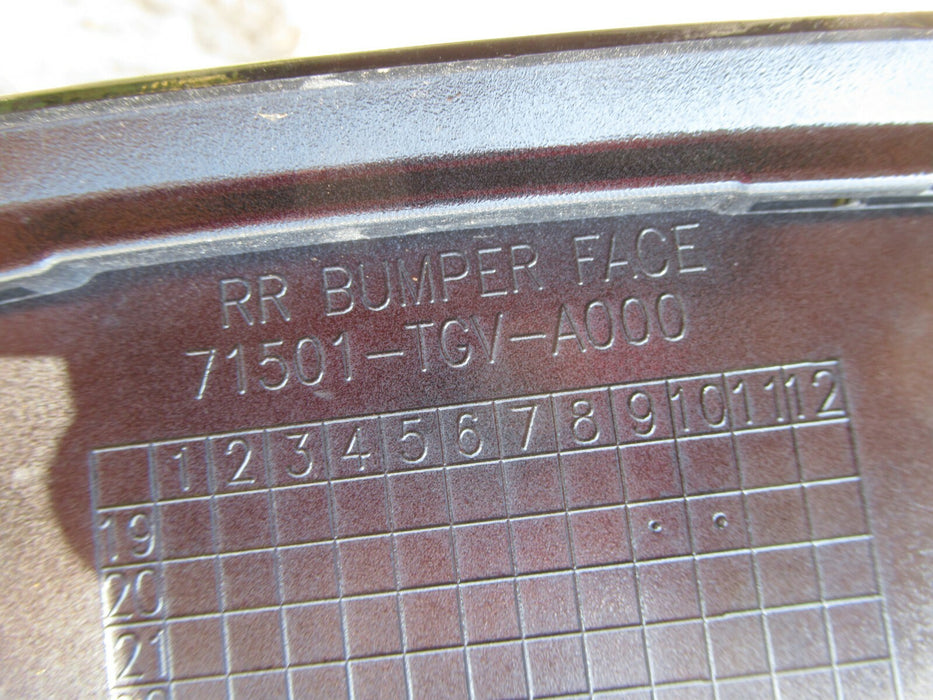 RR BUMPER FACE
71501-TGV-A000
1 2 3 4 5 6 7 8 9 10 11 12
19
20
21